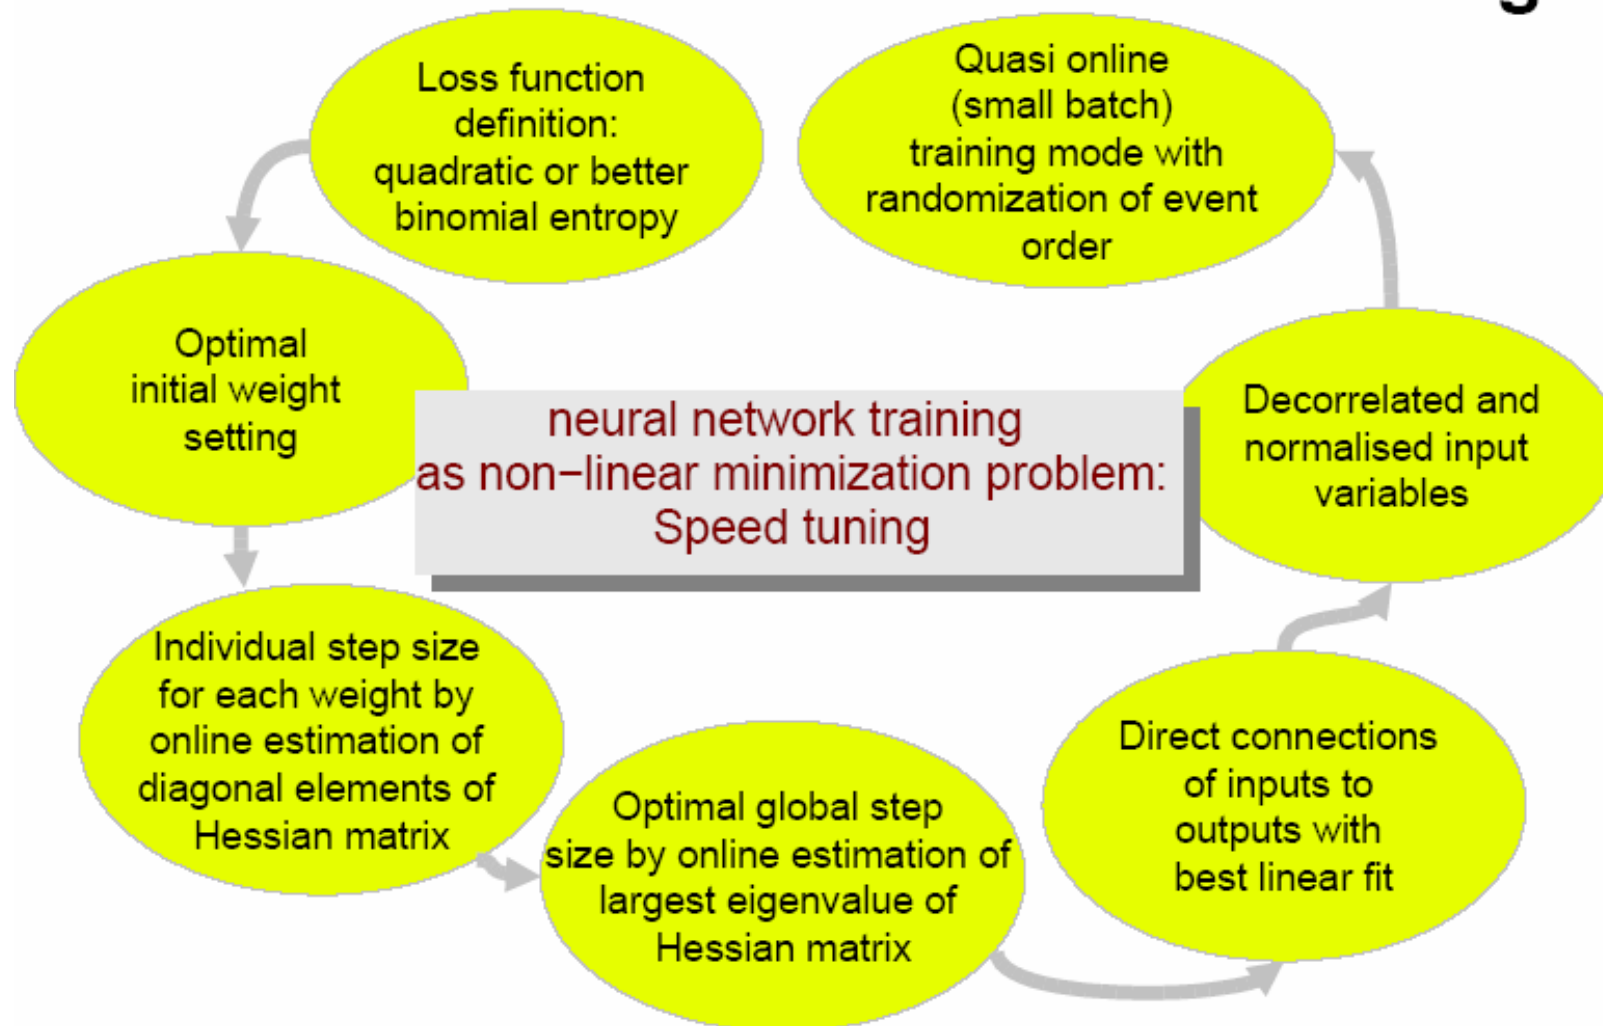 g
Loss function
definition:
quadratic or better
binomial entropy
Quasi online
(small batch)
training mode with
randomization of event
order
Optimal
initial weight
setting
neural network training
as non−linear minimization problem:
Speed tuning
Decorrelated and
normalised input
variables
Individual step size
for each weight by
online estimation of
diagonal elements of
Hessian matrix
Optimal global step
size by online estimation of
largest eigenvalue of
Hessian matrix
Direct connections
of inputs to
outputs with
best linear fit